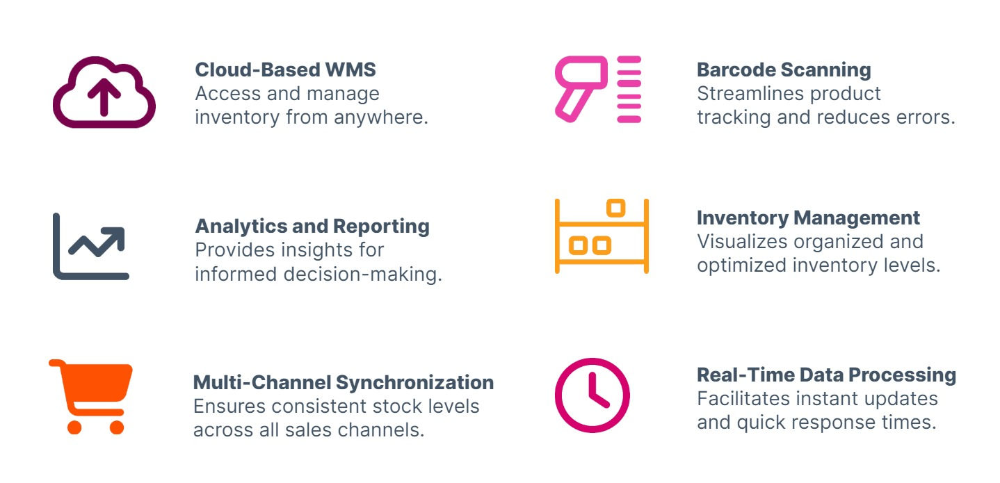 Cloud-Based WMS
Access and manage
inventory from anywhere.
Barcode Scanning
Streamlines product
tracking and reduces errors.
Analytics and Reporting
Provides insights for
informed decision-making.
Inventory Management
Visualizes organized and
optimized inventory levels.
Multi-Channel Synchronization
Ensures consistent stock levels
across all sales channels.
Real-Time Data Processing
Facilitates instant updates
and quick response times.